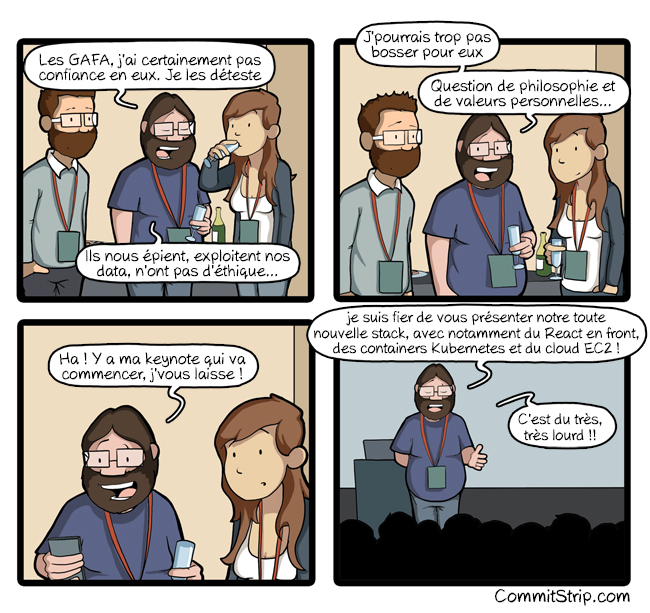 Les GAFA, j'ai certainement pas
confiance en eux. Je les déteste
Ils nous épient, exploitent nos
data, n'ont pas d'éthique...
J'pourrais trop pas
bosser pour eux
Question de philosophie et
de valeurs personnelles...
Ha ! Y a ma keynote qui va
commencer, j'vous laisse !
je suis fier de vous présenter notre toute
nouvelle stack, avec notamment du React en front,
des containers Kubernetes et du cloud EC2 !
C'est du très,
très lourd !!
CommitStrip.com